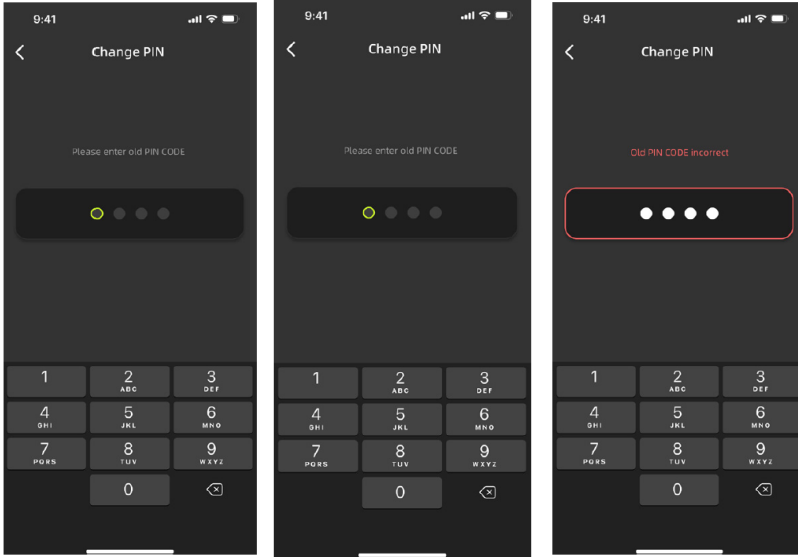 9:41
Change PIN
Please enter old PIN CODE
1
2
ABC
3
DEF
4
GHI
5
JKL
6
MNO
7
PQRS
8
TUV
9
WXYZ
0
9:41
Change PIN
Please enter old PIN CODE
1
2
ABC
3
DEF
4
GHI
5
JKL
6
MNO
7
PQRS
8
TUV
9
WXYZ
0
9:41
Change PIN
Old PIN CODE incorrect
1
2
ABC
3
DEF
4
GHI
5
JKL
6
MNO
7
PQRS
8
TUV
9
WXYZ
0